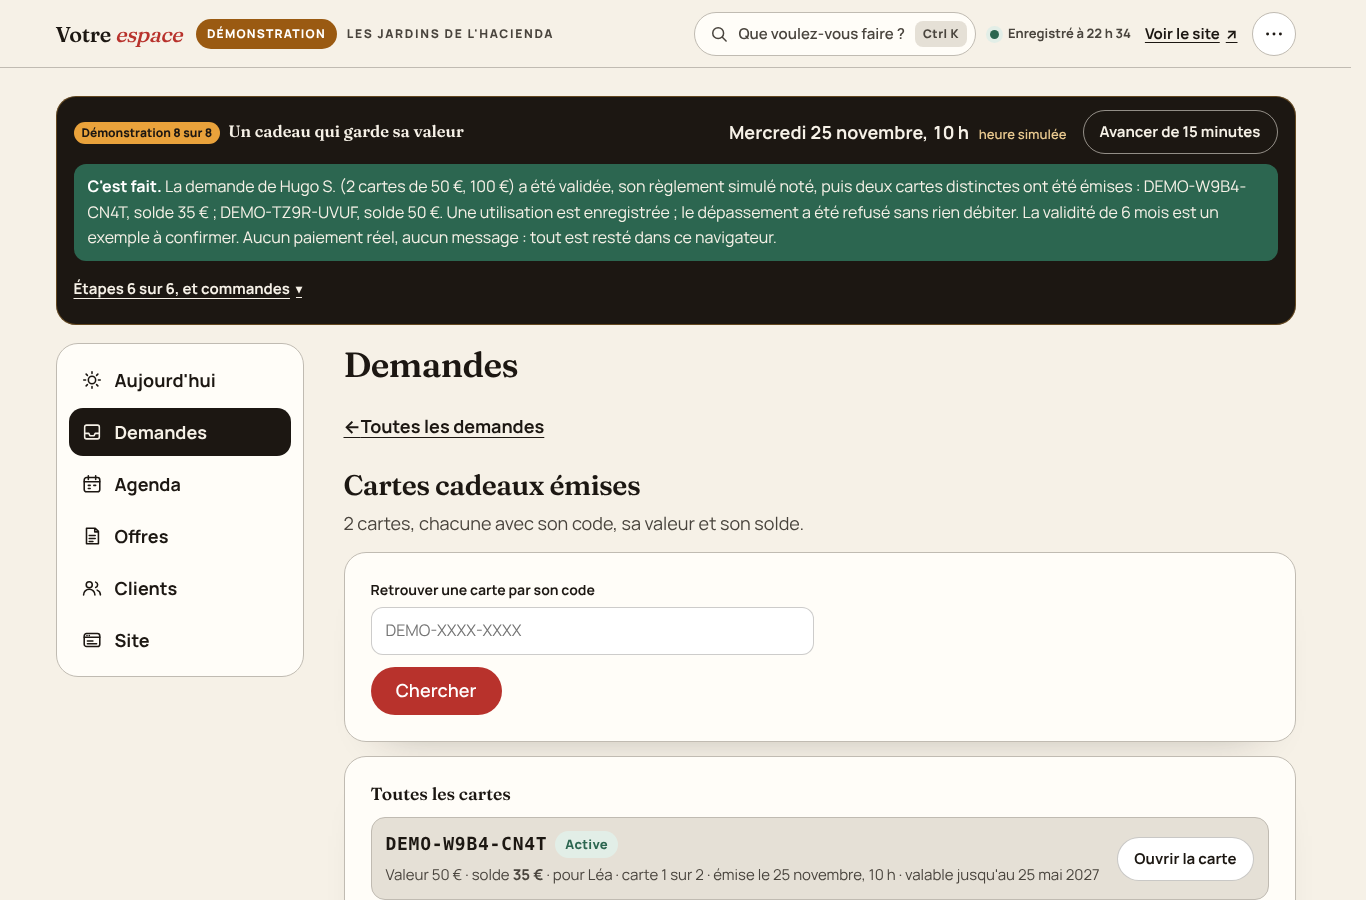 Votre espace
DÉMONSTRATION
LES JARDINS DE L'HACIENDA
Que voulez-vous faire ?
Ctrl K
Enregistré à 22 h 34
Voir le site ↗
Démonstration 8 sur 8
Un cadeau qui garde sa valeur
Mercredi 25 novembre, 10 h
heure simulée
Avancer de 15 minutes
C'est fait. La demande de Hugo S. (2 cartes de 50 €, 100 €) a été validée, son règlement simulé noté, puis deux cartes distinctes ont été émises : DEMO-W9B4-
CN4T, solde 35 € ; DEMO-TZ9R-UVUF, solde 50 €. Une utilisation est enregistrée ; le dépassement a été refusé sans rien débiter. La validité de 6 mois est un
exemple à confirmer. Aucun paiement réel, aucun message : tout est resté dans ce navigateur.
Étapes 6 sur 6, et commandes ▾
Aujourd'hui
Demandes
Agenda
Offres
Clients
Site
Demandes
←Toutes les demandes
Cartes cadeaux émises
2 cartes, chacune avec son code, sa valeur et son solde.
Retrouver une carte par son code
DEMO-XXXX-XXXX
Chercher
Toutes les cartes
DEMO-W9B4-CN4T
Active
Valeur 50 € · solde 35 € · pour Léa · carte 1 sur 2 · émise le 25 novembre, 10 h · valable jusqu'au 25 mai 2027
Ouvrir la carte